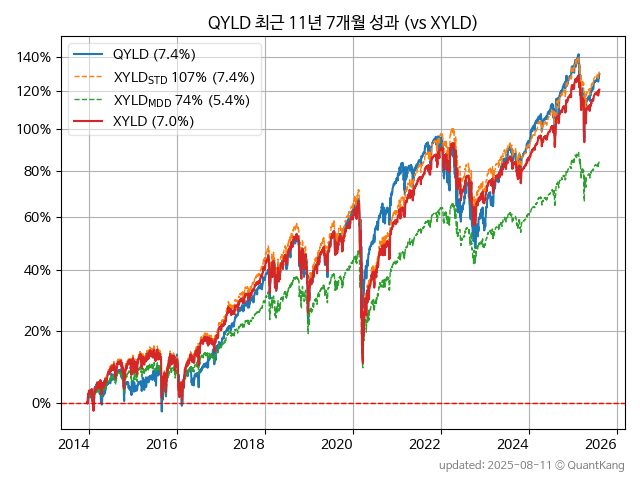 QYLD 최근 11년 7개월 성과 (vs XYLD)
QYLD (7.4%)
XYLD_STD 107% (7.4%)
XYLD_MDD 74% (5.4%)
XYLD (7.0%)
140%
120%
100%
80%
60%
40%
20%
0%
2014 2016 2018 2020 2022 2024 2026
updated: 2025-08-11 © QuantKang